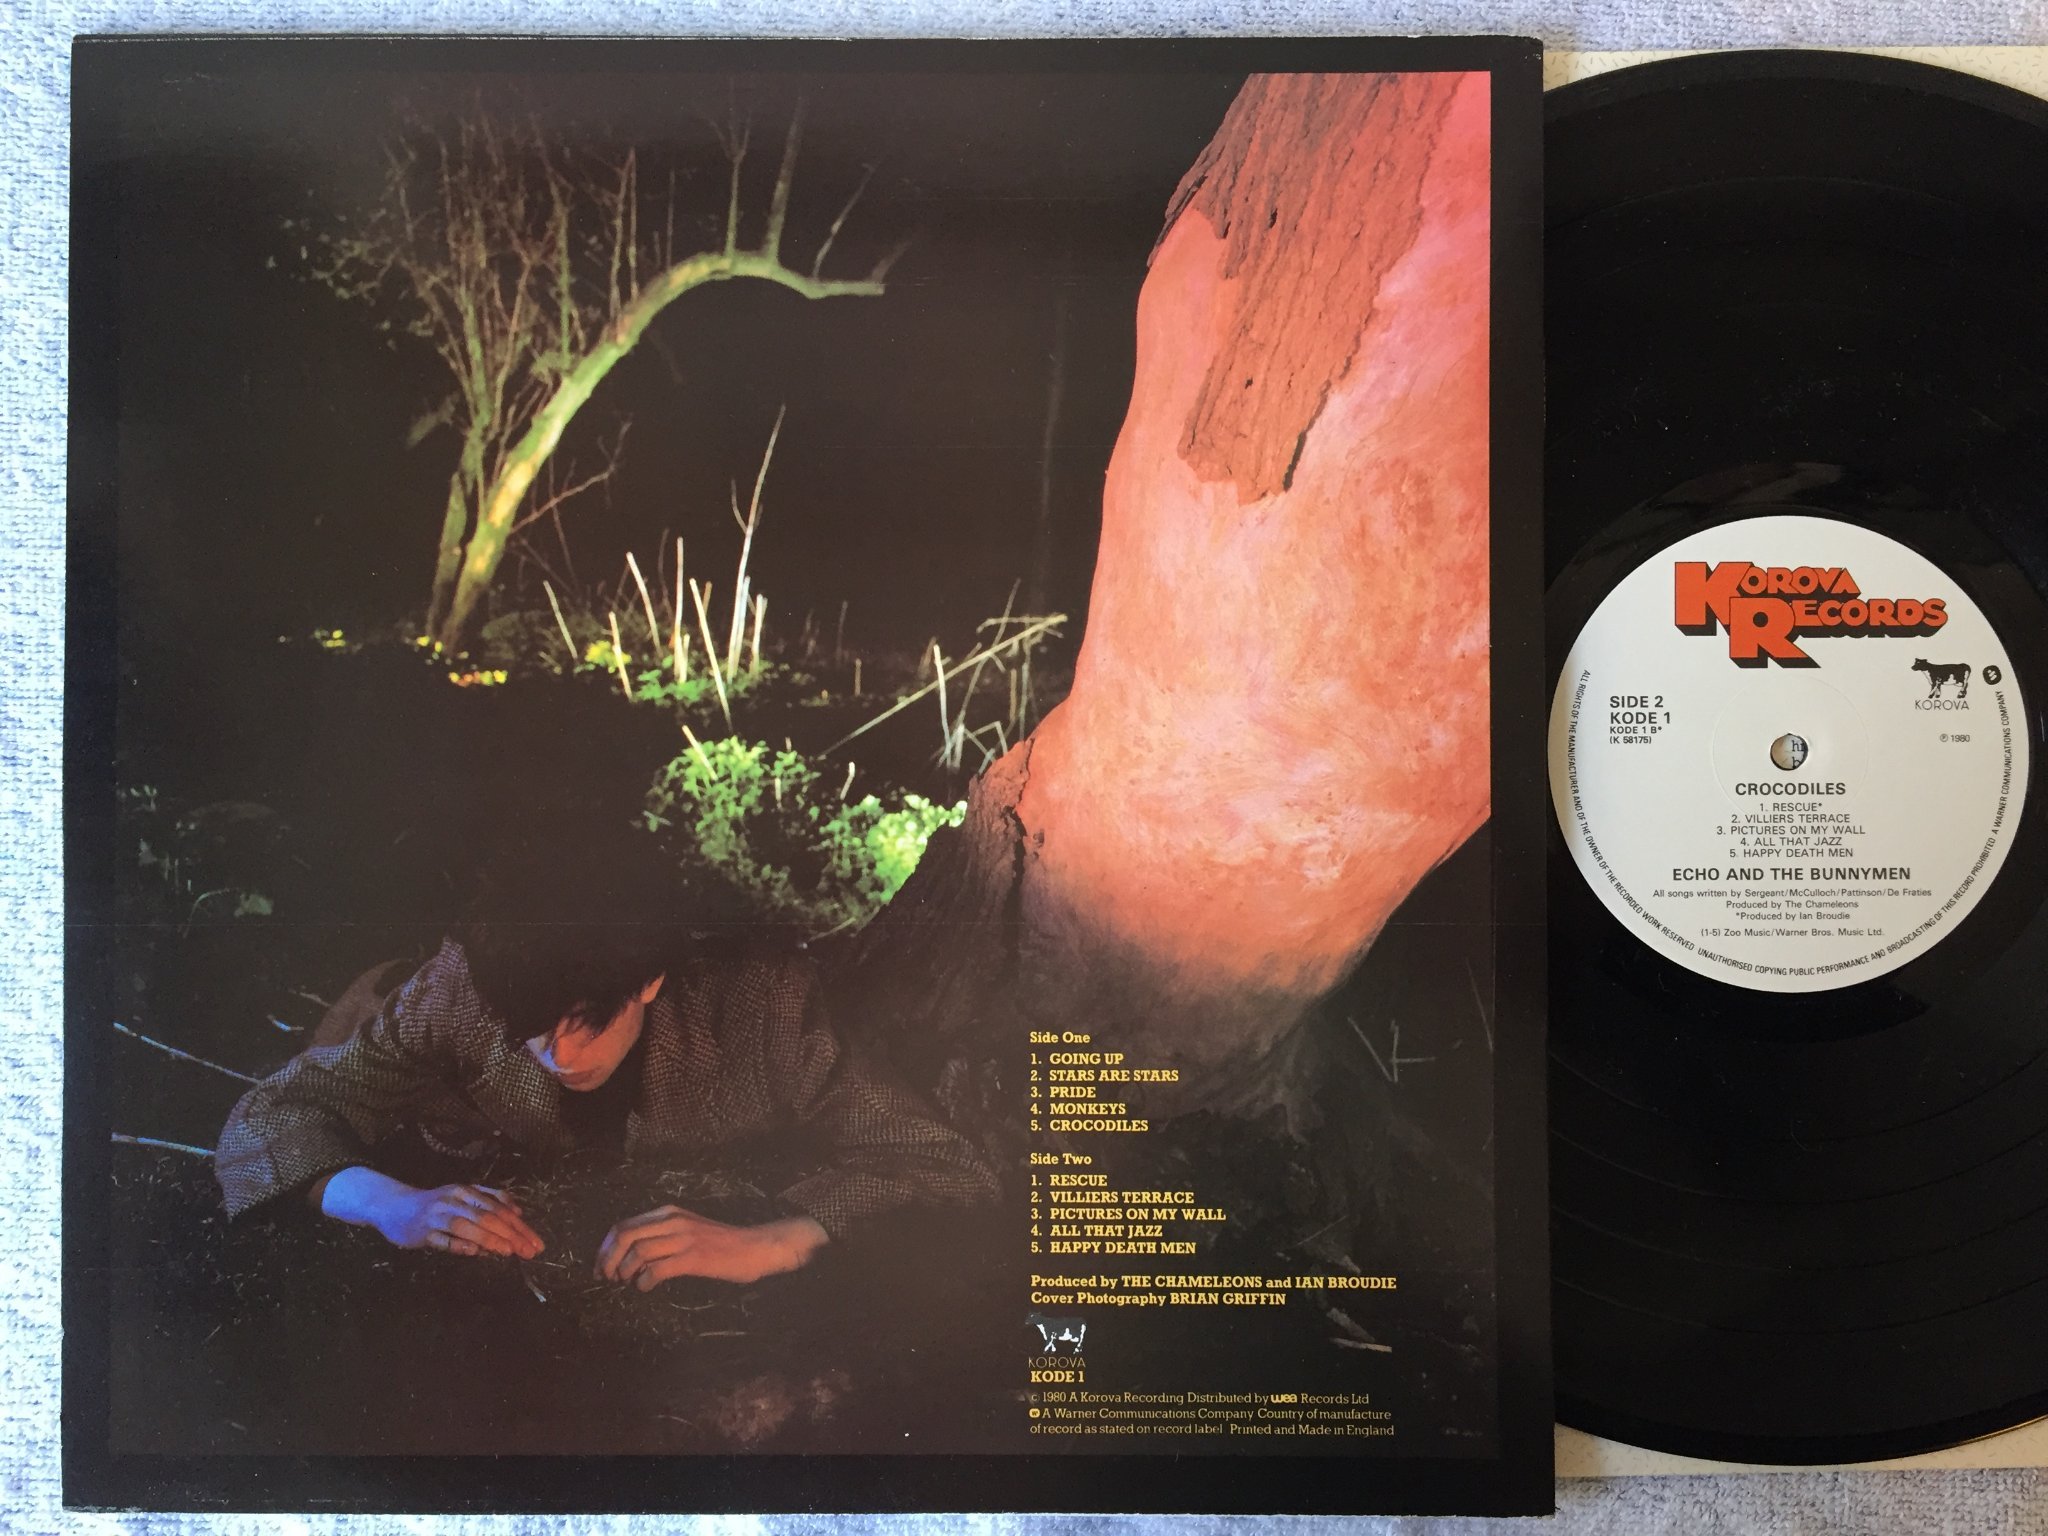 Side One
1. GOING UP
2. STARS ARE STARS
3. PRIDE
4. MONKEYS
5. CROCODILES
Side Two
1. RESCUE
2. VILLIERS TERRACE
3. PICTURES ON MY WALL
4. ALL THAT JAZZ
5. HAPPY DEATH MEN
Produced by THE CHAMELEONS and IAN BROUDIE
Cover Photography BRIAN GRIFFIN
KOROVA
KODE 1
© 1980 A Korova Recording Distributed by wea Records Ltd
A Warner Communications Company Country of manufacture
of record as stated on record label Printed and Made in England
KOROVA
RECORDS
KOROVA
SIDE 2
KODE 1
KODE 1 B*
(K 58175)
℗ 1980
CROCODILES
1. RESCUE*
2. VILLIERS TERRACE
3. PICTURES ON MY WALL
4. ALL THAT JAZZ
5. HAPPY DEATH MEN
ECHO AND THE BUNNYMEN
All songs written by Sergeant/McCulloch/Pattinson/De Fraties
Produced by The Chameleons
*Produced by Ian Broudie
(1-5) Zoo Music/Warner Bros. Music Ltd.
ALL RIGHTS OF THE MANUFACTURER AND OF THE OWNER OF THE RECORDED WORK RESERVED UNAUTHORISED COPYING PUBLIC PERFORMANCE AND BROADCASTING OF THIS RECORD PROHIBITED A WARNER COMMUNICATIONS COMPANY